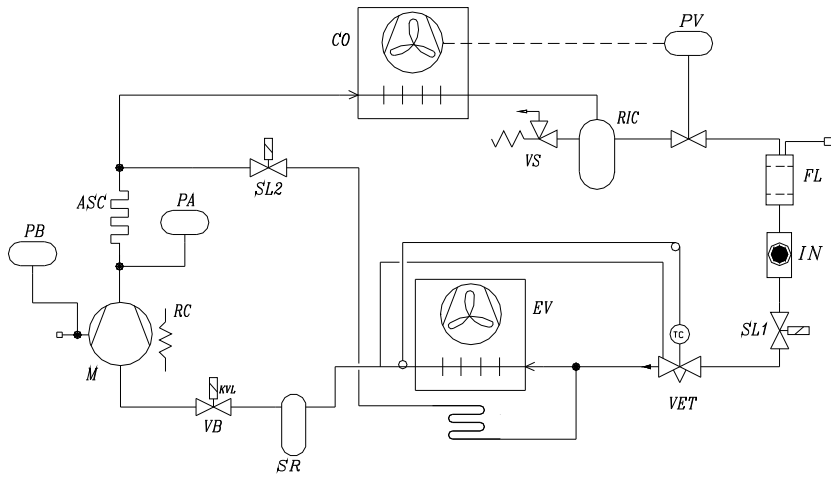 CO
PV
RIC
VS
FL
SL2
ASC
PA
PB
IN
EV
RC
SL1
TC
M
KVL
VET
VB
SR